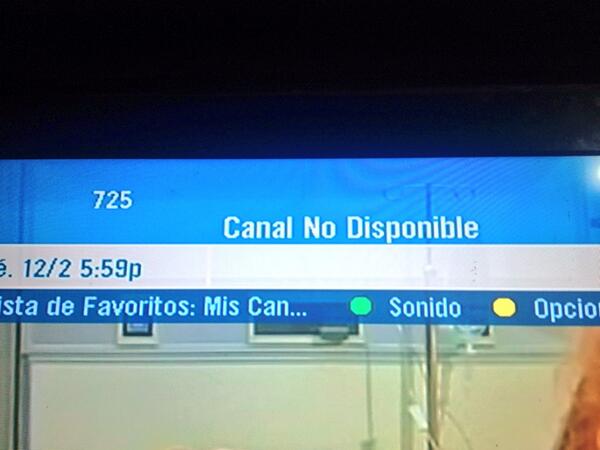 725
Canal No Disponible
é. 12/2 5:59p
ista de Favoritos: Mis Can... Sonido Opcio